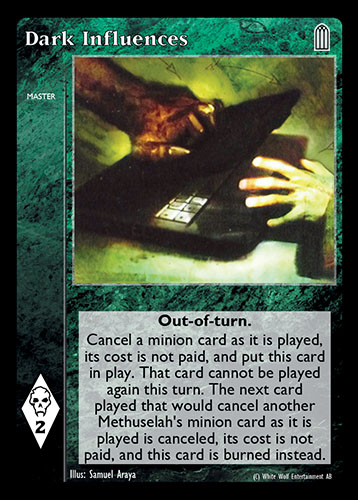 Dark Influences
MASTER
Out-of-turn.
Cancel a minion card as it is played,
its cost is not paid, and put this card
in play. That card cannot be played
again this turn. The next card
played that would cancel another
Methuselah's minion card as it is
played is canceled, its cost is not
paid, and this card is burned instead.
2
Illus: Samuel Araya
(C) White Wolf Entertainment AB